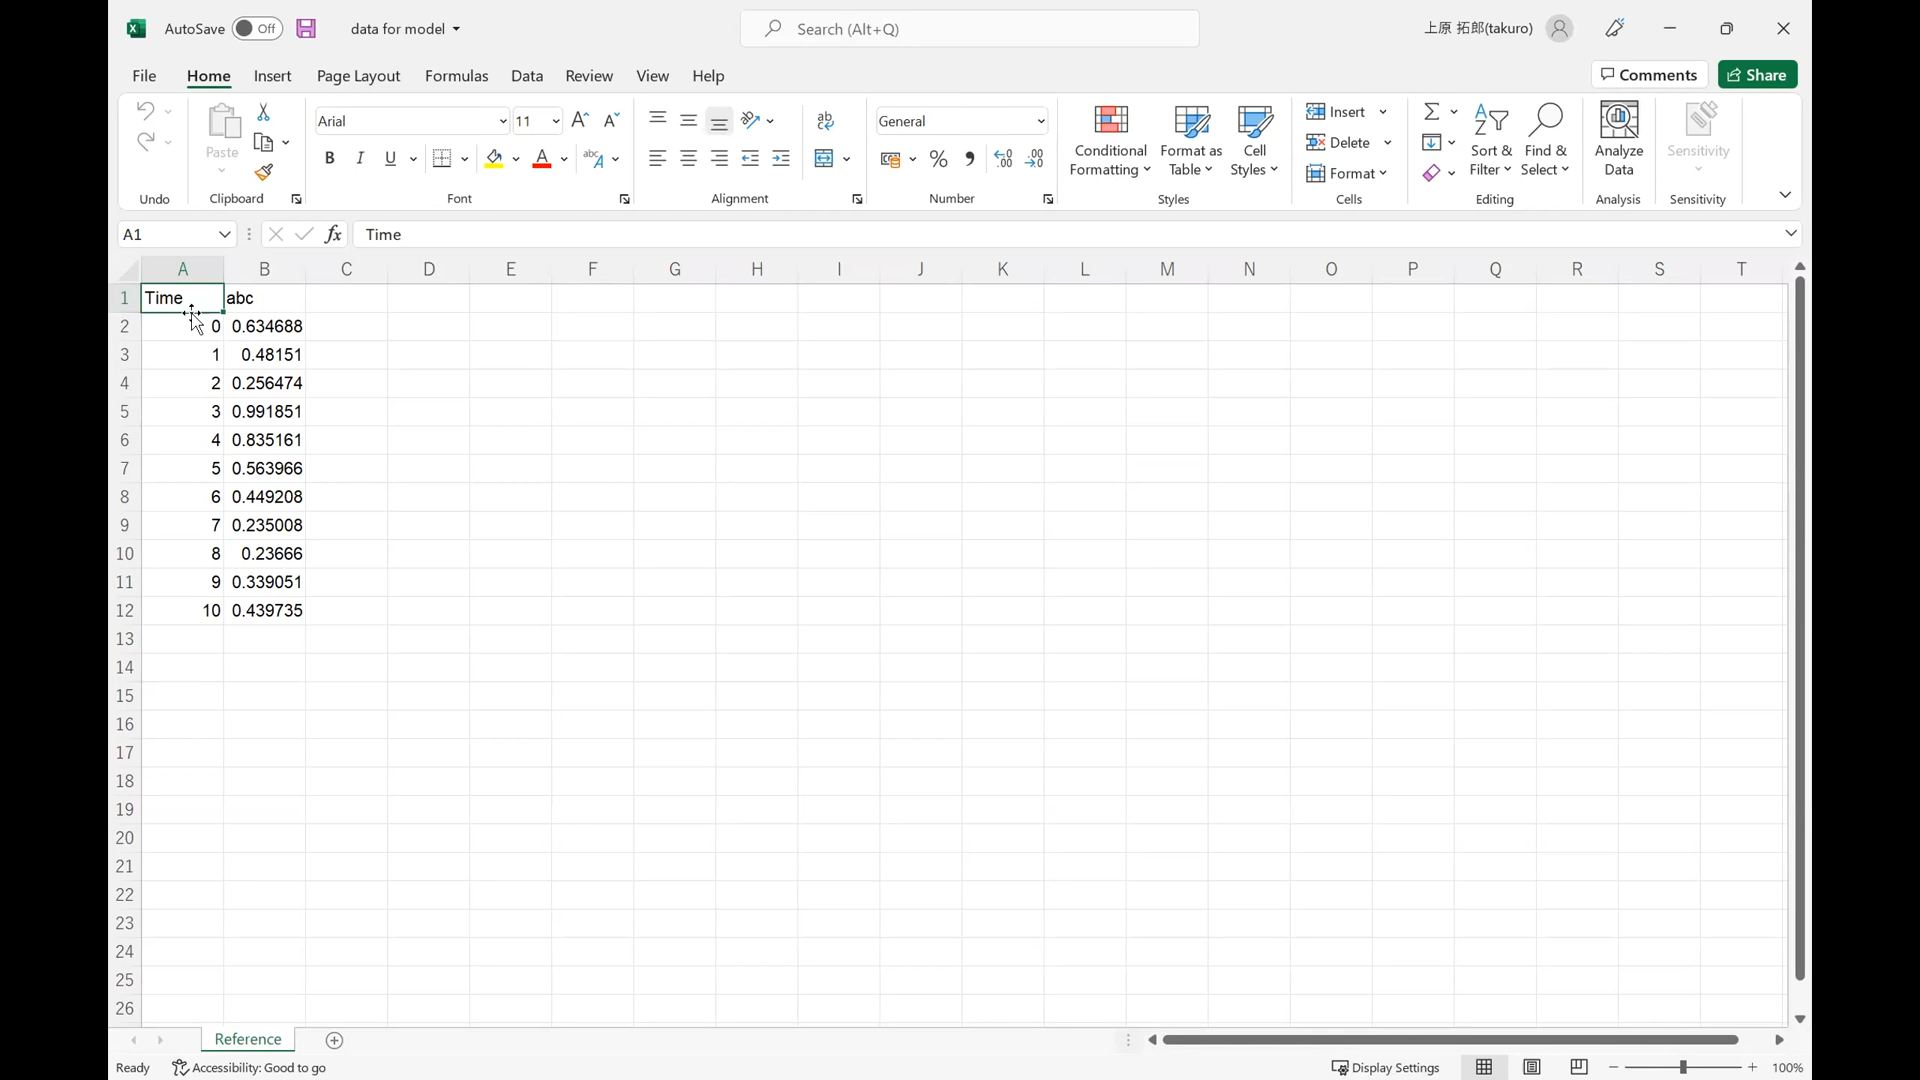 AutoSave Off data for model Search (Alt+Q) 上原 拓郎(takuro)
File Home Insert Page Layout Formulas Data Review View Help Comments Share
Arial 11 General
Paste
B I U
Conditional Formatting
Format as Table
Cell Styles
Insert
Delete
Format
Sort & Filter
Find & Select
Analyze Data
Sensitivity
Undo Clipboard Font Alignment Number Styles Cells Editing Analysis Sensitivity
A1 fx Time
A B C D E F G H I J K L M N O P Q R S T
1 Time abc
2 0 0.634688
3 1 0.48151
4 2 0.256474
5 3 0.991851
6 4 0.835161
7 5 0.563966
8 6 0.449208
9 7 0.235008
10 8 0.23666
11 9 0.339051
12 10 0.439735
13
14
15
16
17
18
19
20
21
22
23
24
25
26
Reference
Ready Accessibility: Good to go Display Settings 100%